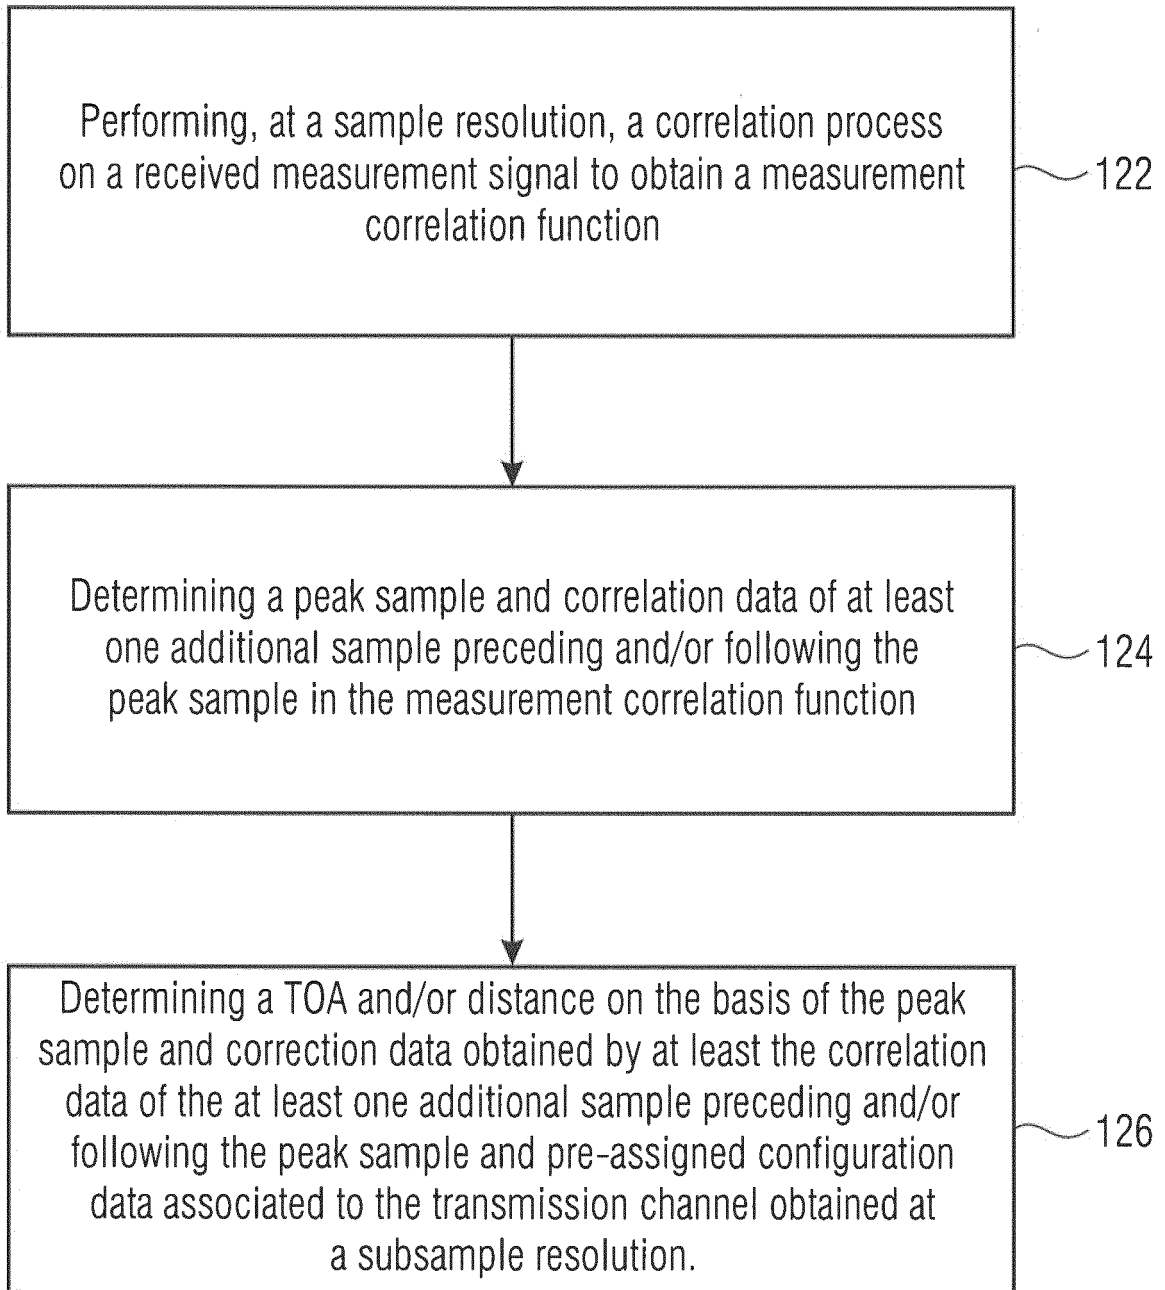 Performing, at a sample resolution, a correlation process
on a received measurement signal to obtain a measurement
correlation function
122
Determining a peak sample and correlation data of at least
one additional sample preceding and/or following the
peak sample in the measurement correlation function
124
Determining a TOA and/or distance on the basis of the peak
sample and correction data obtained by at least the correlation
data of the at least one additional sample preceding and/or
following the peak sample and pre-assigned configuration
data associated to the transmission channel obtained at
a subsample resolution.
126